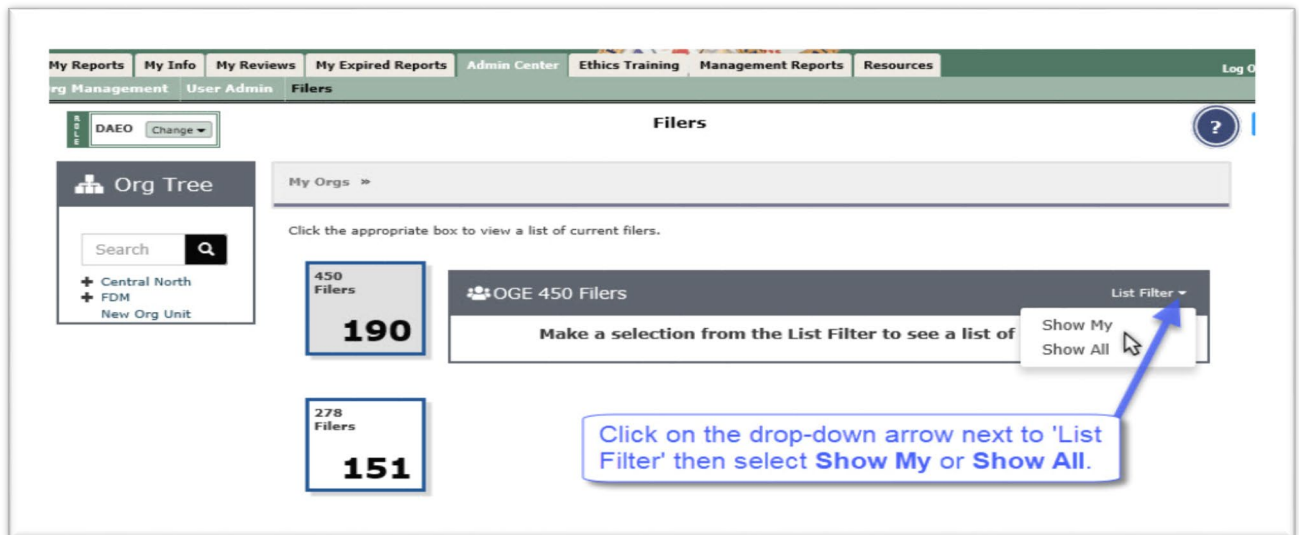 My Reports My Info My Reviews My Expired Reports Admin Center Ethics Training Management Reports Resources Log O
rg Management User Admin Filers
ROLE DAEO Change
Filers
?
Org Tree
Search
Central North
FDM
New Org Unit
My Orgs »
Click the appropriate box to view a list of current filers.
450
Filers
190
OGE 450 Filers
List Filter
Make a selection from the List Filter to see a list of
Show My
Show All
278
Filers
151
Click on the drop-down arrow next to 'List
Filter' then select Show My or Show All.